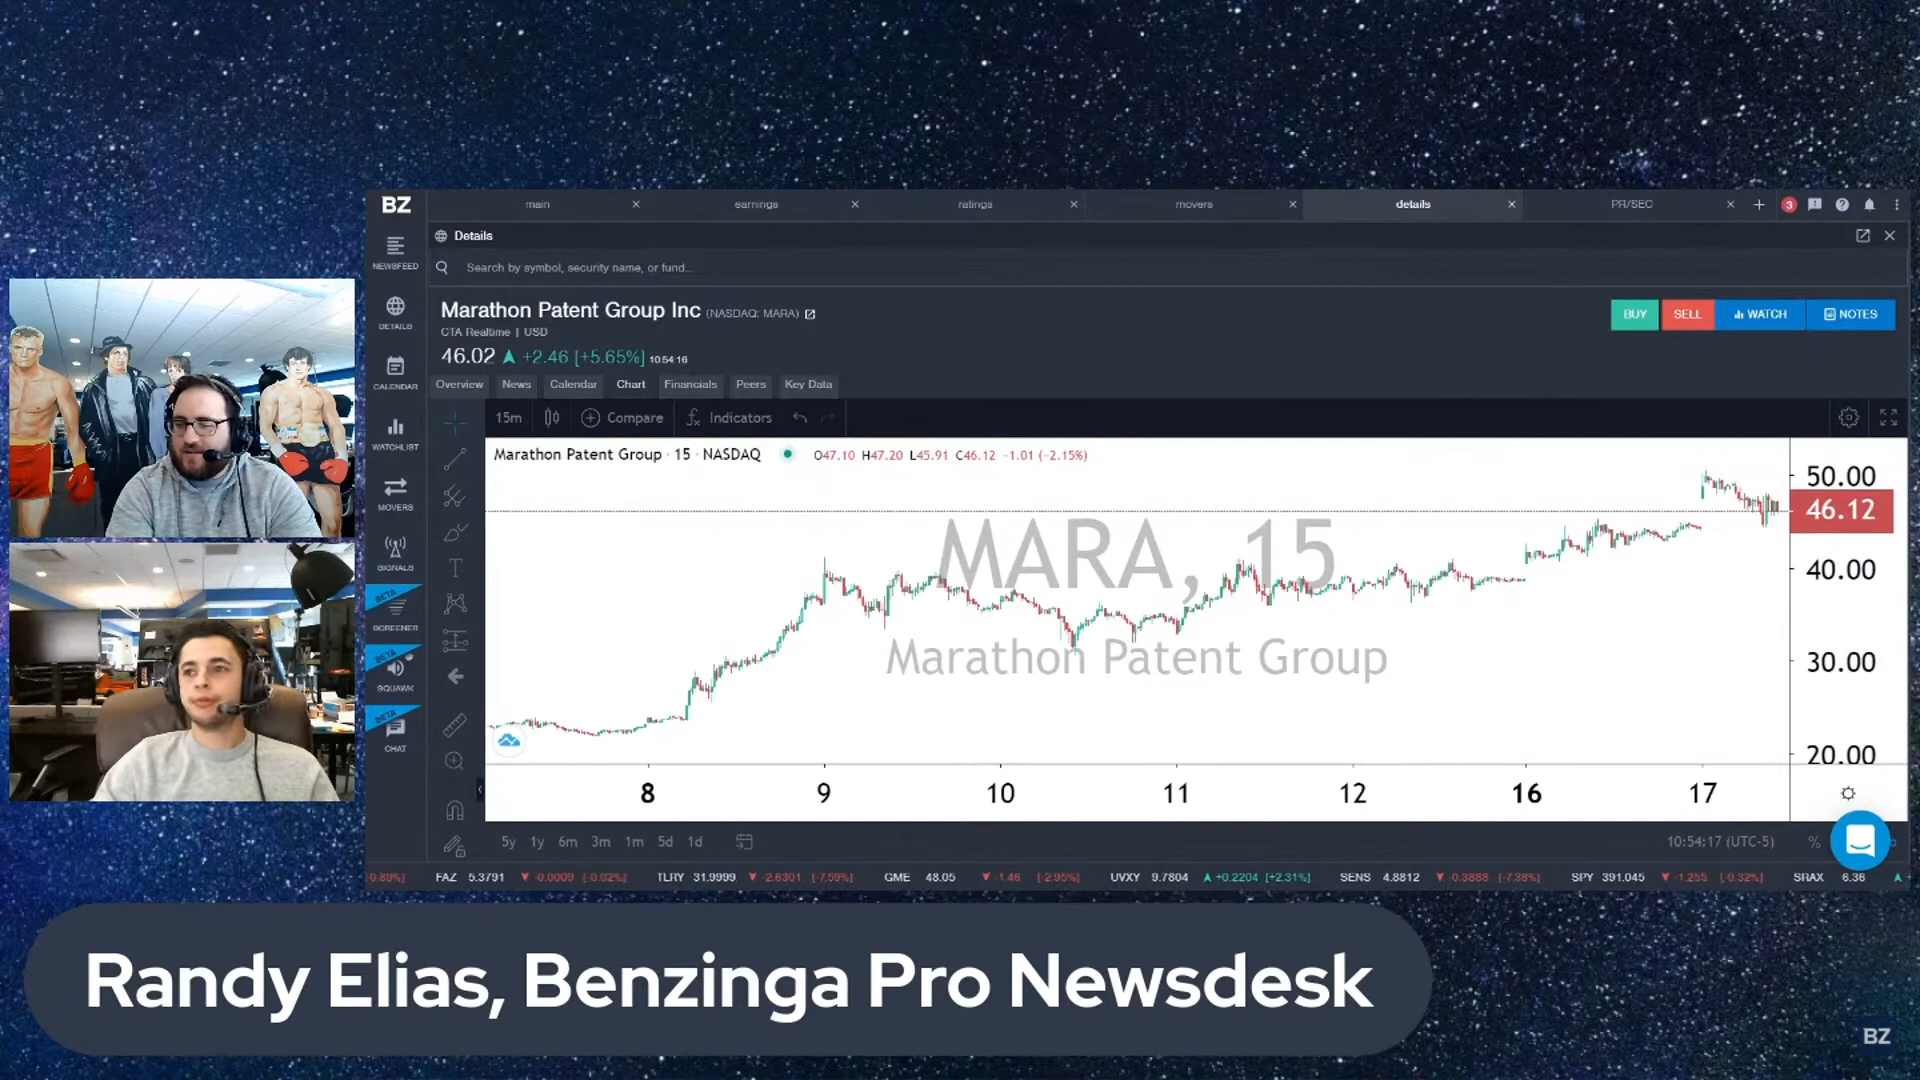 BZ
main
earnings
ratings
movers
details
PR/SEC
3
Details
Search by symbol, security name, or fund...
Marathon Patent Group Inc (NASDAQ: MARA)
CTA Realtime | USD
46.02 +2.46 [+5.65%] 10:54:16
BUY
SELL
WATCH
NOTES
Overview
News
Calendar
Chart
Financials
Peers
Key Data
15m
Compare
Indicators
Marathon Patent Group · 15 · NASDAQ O47.10 H47.20 L45.91 C46.12 -1.01 (-2.15%)
MARA, 15
Marathon Patent Group
50.00
46.12
40.00
30.00
20.00
8 9 10 11 12 16 17
5y 1y 6m 3m 1m 5d 1d
10:54:17 (UTC-5)
%
NEWSFEED
DETAILS
CALENDAR
WATCHLIST
MOVERS
SIGNALS
BETA
SCREENER
BETA
SQUAWK
BETA
CHAT
0.89%] FAZ 5.3791 -0.0009 [-0.02%] TLRY 31.9999 -2.6301 [-7.59%] GME 48.05 -1.46 [-2.95%] UVXY 9.7804 +0.2204 [+2.31%] SENS 4.8812 -0.3888 [-7.38%] SPY 391.045 -1.255 [-0.32%] SRAX 6.36
Randy Elias, Benzinga Pro Newsdesk
BZ